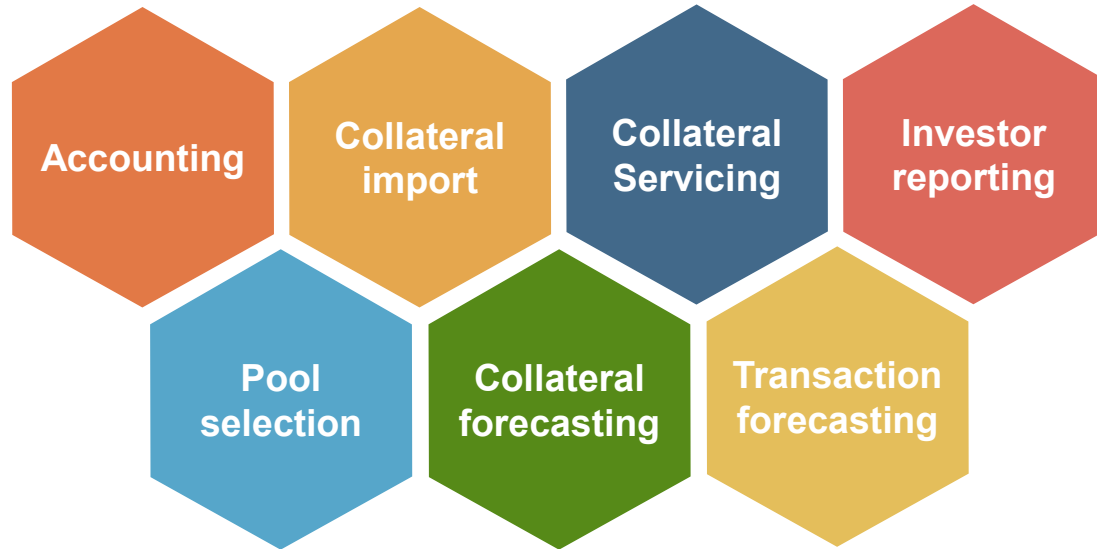 Accounting
Collateral
import
Collateral
Servicing
Investor
reporting
Pool
selection
Collateral
forecasting
Transaction
forecasting